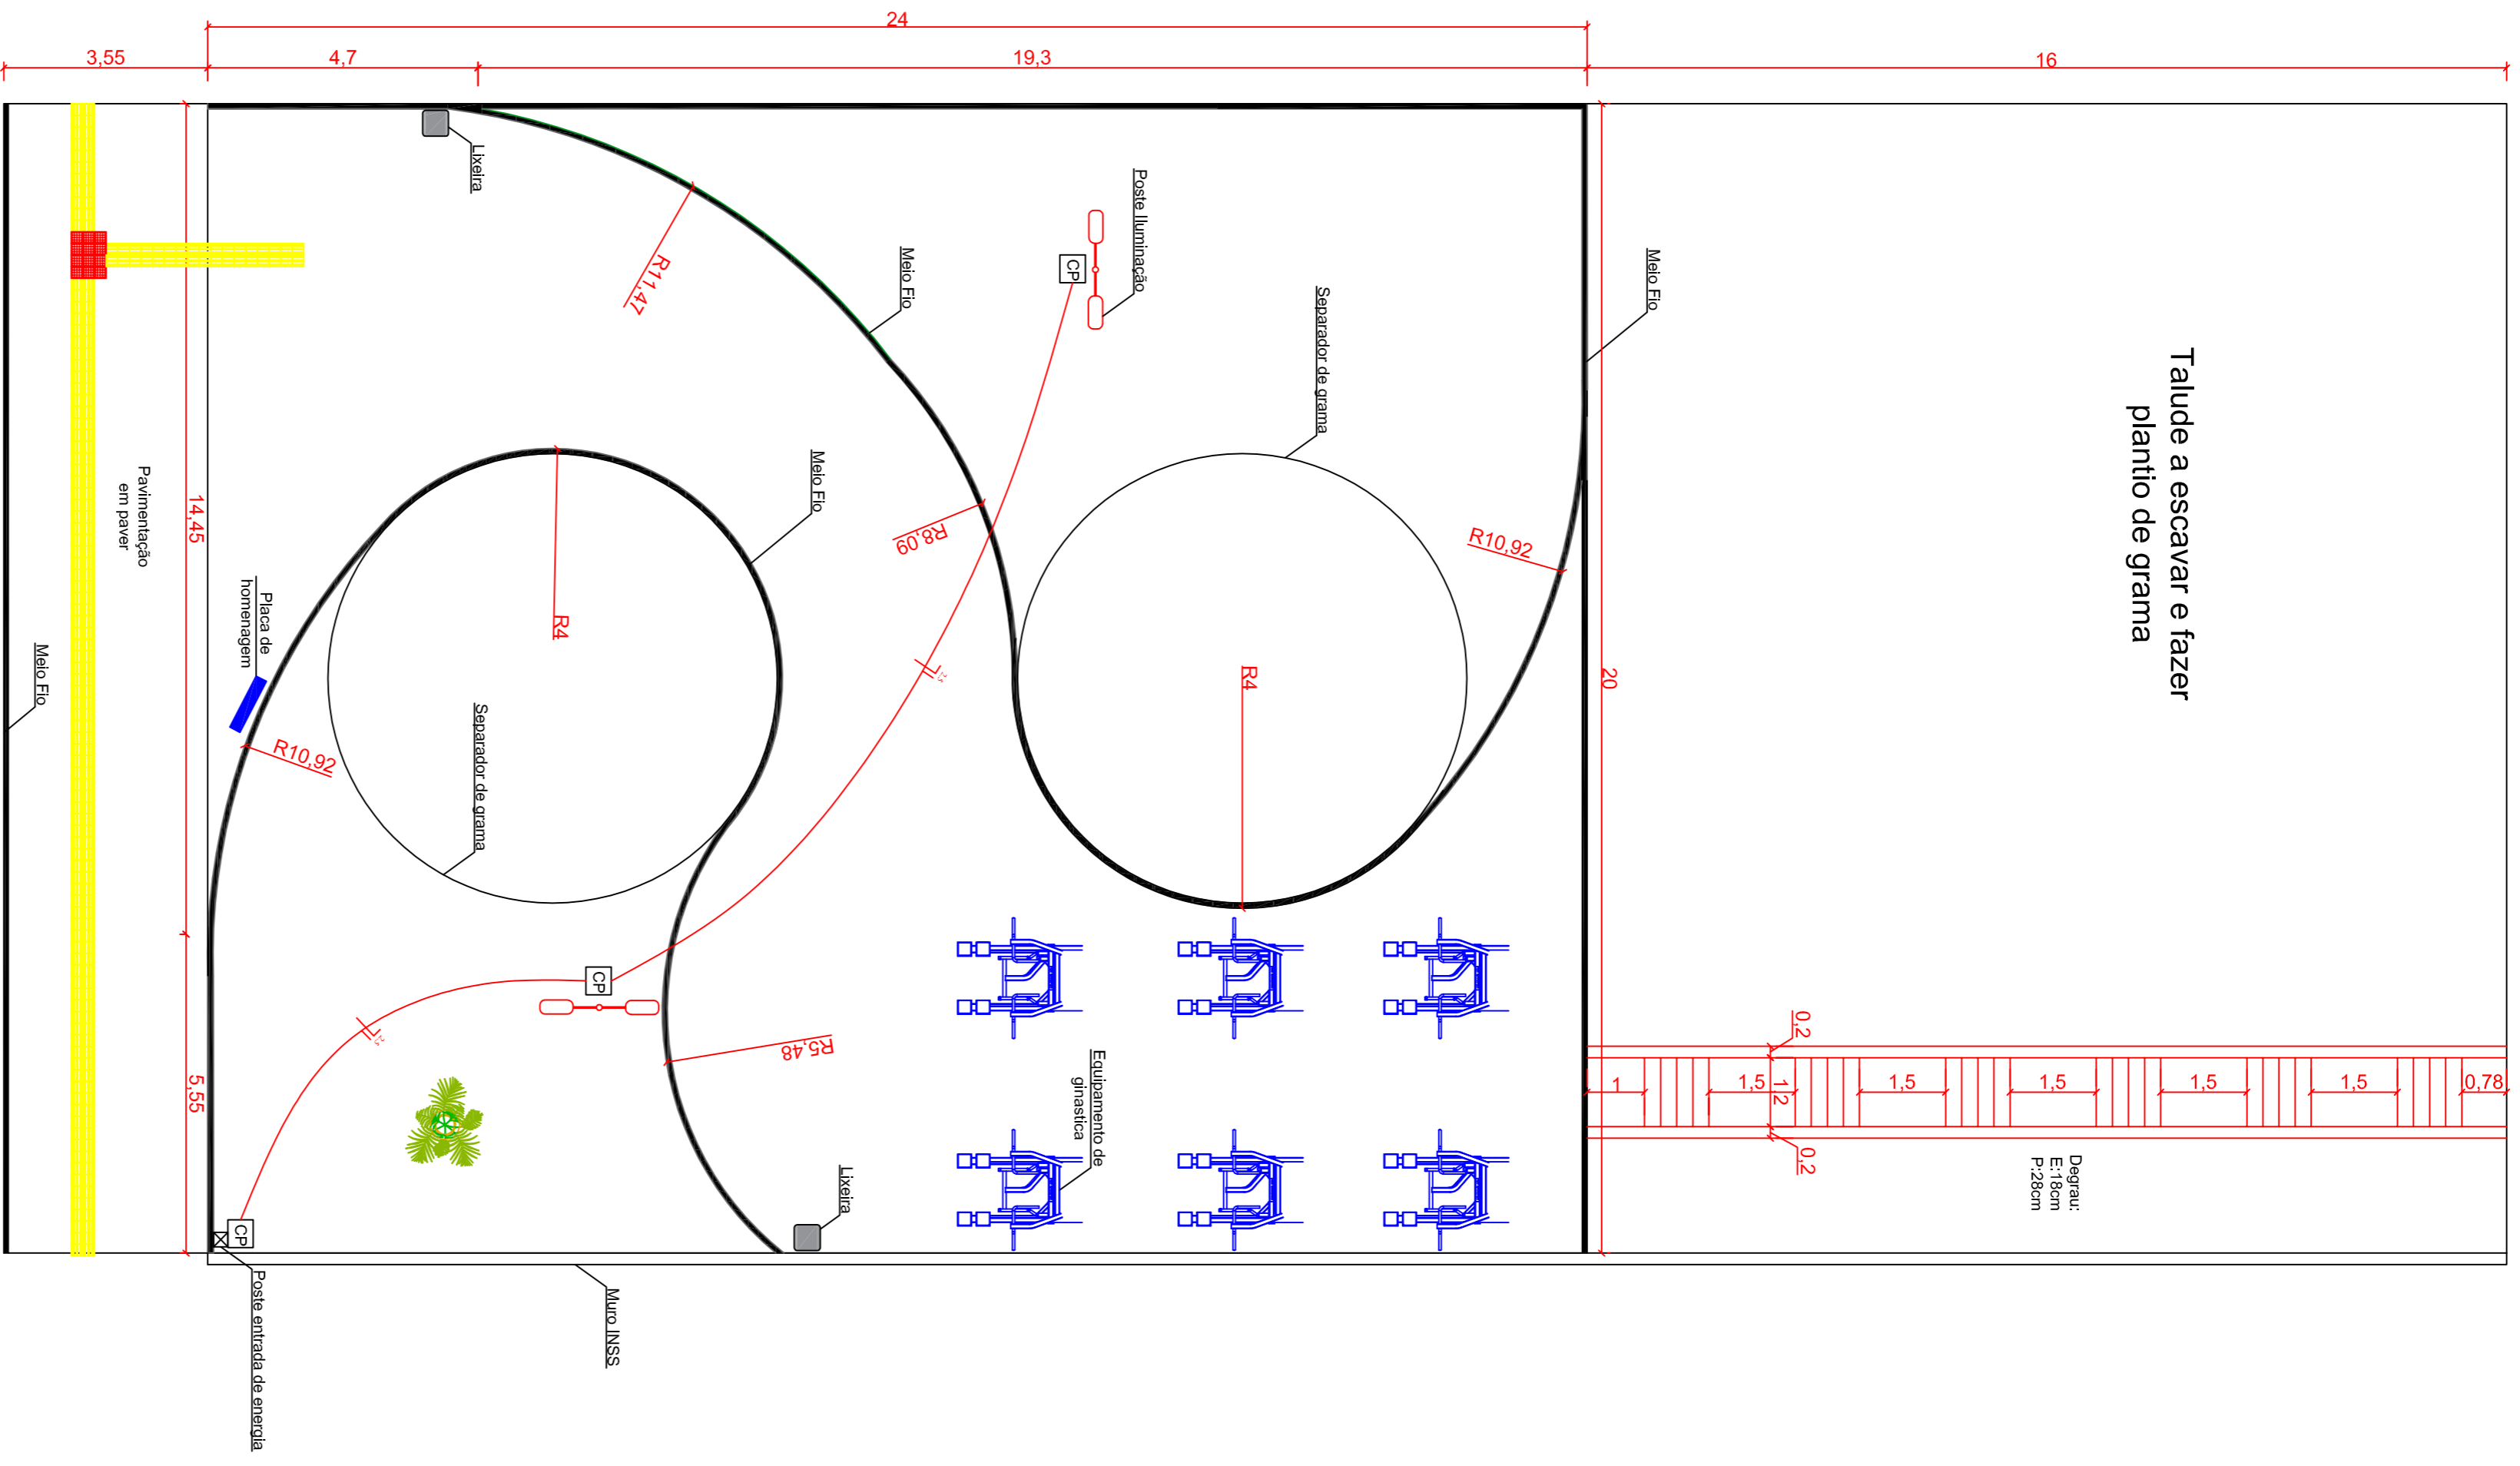 24
3,55
4,7
19,3
16
Lixeira
R11,47
Meio Fio
CP
Poste Iluminação
Separador de grama
Meio Fio
Talude a escavar e fazer
plantio de grama
14,45
Pavimentação
em paver
Meio Fio
R8,09
R10,92
R4
R4
20
Placa de
homenagem
R10,92
Separador de grama
Meio Fio
CP
R5,48
Equipamento de
ginastica
5,55
0,2
1
1,5
1,2
1,5
1,5
1,5
1,5
0,78
0,2
Degrau:
E:18cm
P:28cm
Lixeira
CP
Poste entrada de energia
Muro INSS